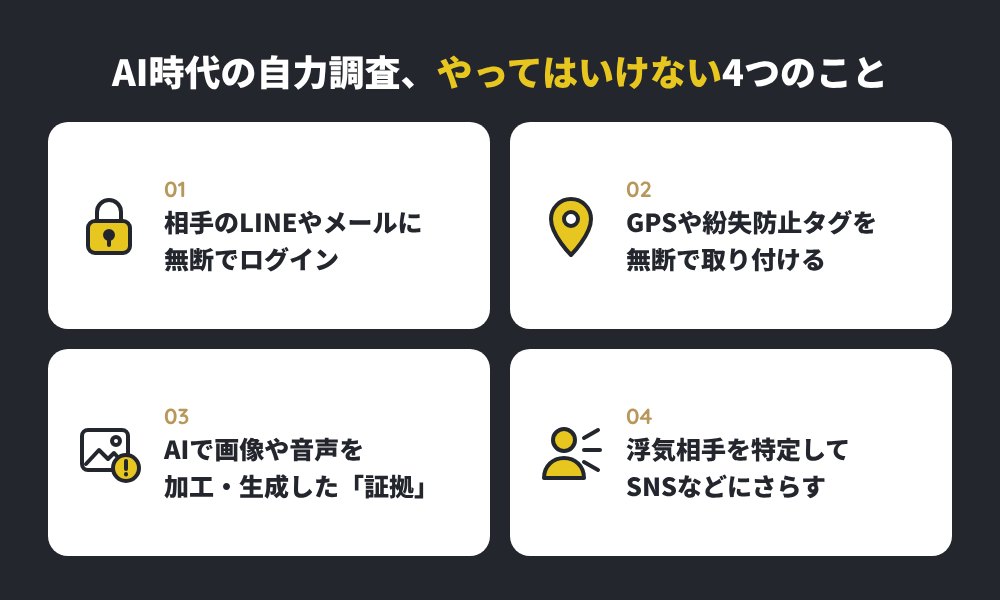 AI時代の自力調査、やってはいけない4つのこと
01
相手のLINEやメールに
無断でログイン
02
GPSや紛失防止タグを
無断で取り付ける
03
AIで画像や音声を
加工・生成した「証拠」
04
浮気相手を特定して
SNSなどにさらす